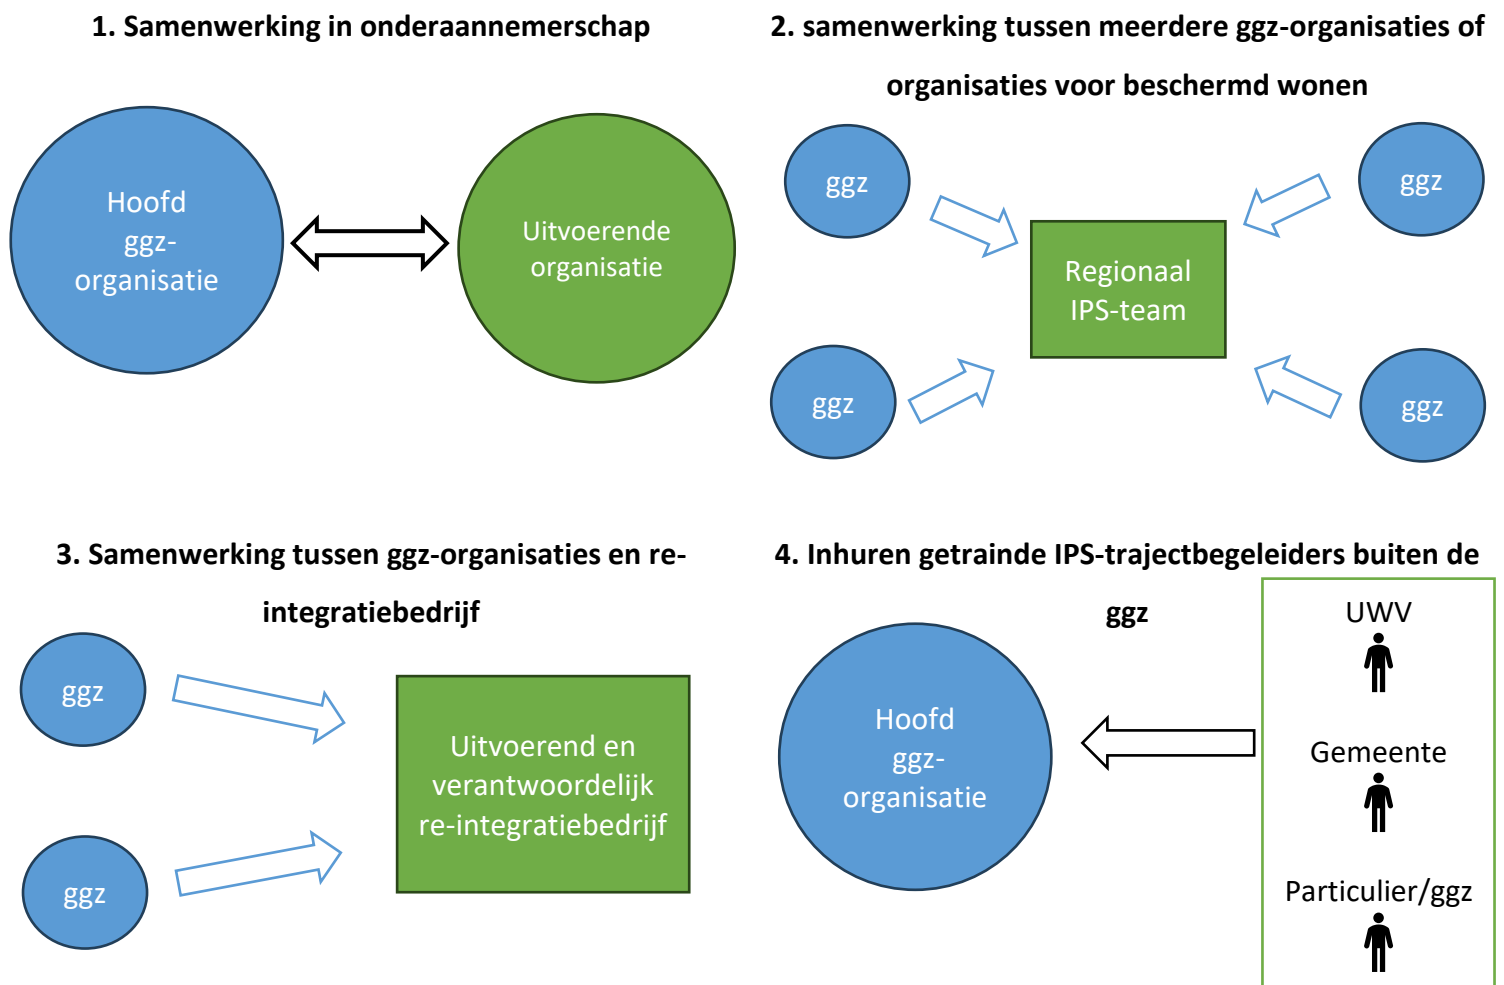 1. Samenwerking in onderaannemerschap
Hoofd
ggz-
organisatie
Uitvoerende
organisatie
2. samenwerking tussen meerdere ggz-organisaties of
organisaties voor beschermd wonen
ggz
ggz
Regionaal
IPS-team
ggz
ggz
3. Samenwerking tussen ggz-organisaties en re-
integratiebedrijf
ggz
Uitvoerend en
verantwoordelijk
re-integratiebedrijf
ggz
4. Inhuren getrainde IPS-trajectbegeleiders buiten de
ggz
Hoofd
ggz-
organisatie
UWV
Gemeente
Particulier/ggz